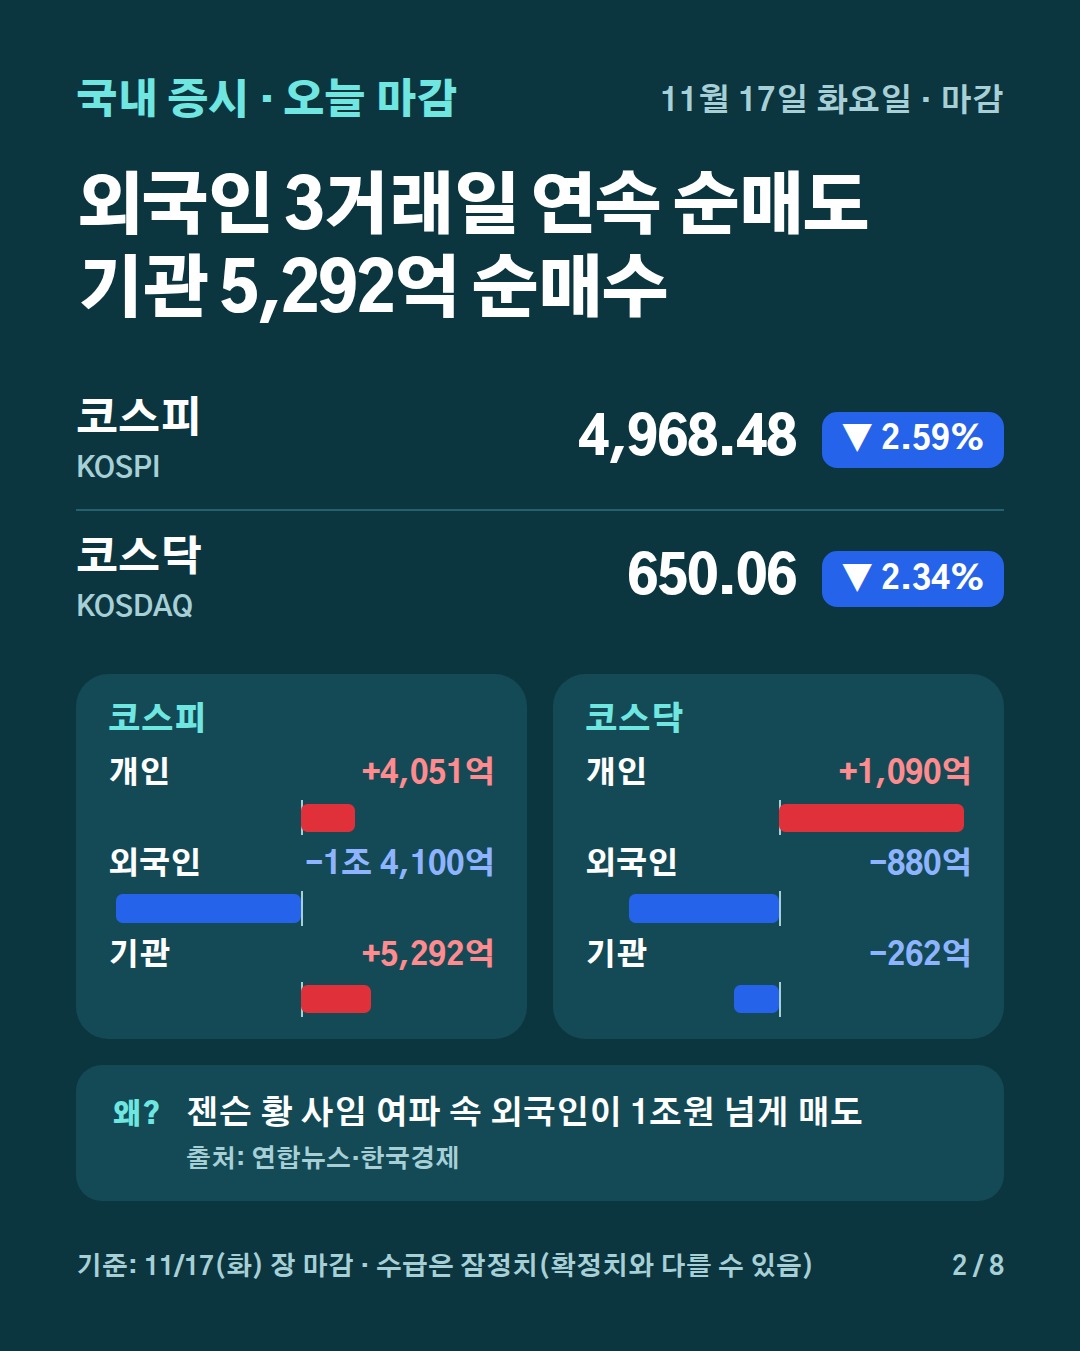 국내 증시 · 오늘 마감
11월 17일 화요일 · 마감
외국인 3거래일 연속 순매도
기관 5,292억 순매수
코스피
KOSPI
4,968.48
▼ 2.59%
코스닥
KOSDAQ
650.06
▼ 2.34%
코스피
개인 +4,051억
외국인 −1조 4,100억
기관 +5,292억
코스닥
개인 +1,090억
외국인 −880억
기관 −262억
왜? 젠슨 황 사임 여파 속 외국인이 1조원 넘게 매도
출처: 연합뉴스·한국경제
기준: 11/17(화) 장 마감 · 수급은 잠정치(확정치와 다를 수 있음)
2 / 8